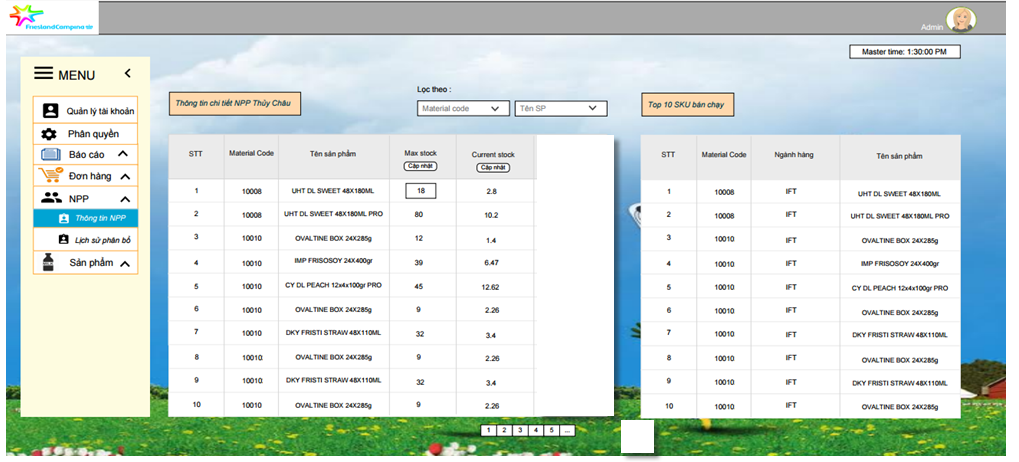 FrieslandCampina
Admin
Master time: 1:30:00 PM
MENU <
Quản lý tài khoản
Phân quyền
Báo cáo
Đơn hàng
NPP
Thông tin NPP
Lịch sử phân bổ
Sản phẩm
Thông tin chi tiết NPP Thủy Châu
Lọc theo :
Material code
Tên SP
STT Material Code Tên sản phẩm Max stock Current stock
Cập nhật Cập nhật
1 10008 UHT DL SWEET 48X180ML 18 2.8
2 10008 UHT DL SWEET 48X180ML PRO 80 10.2
3 10010 OVALTINE BOX 24X285g 12 1.4
4 10010 IMP FRISOSOY 24X400gr 39 6.47
5 10010 CY DL PEACH 12x4x100gr PRO 45 12.62
6 10010 OVALTINE BOX 24X285g 9 2.26
7 10010 DKY FRISTI STRAW 48X110ML 32 3.4
8 10010 OVALTINE BOX 24X285g 9 2.26
9 10010 DKY FRISTI STRAW 48X110ML 32 3.4
10 10010 OVALTINE BOX 24X285g 9 2.26
1 2 3 4 5 ...
Top 10 SKU bán chạy
STT Material Code Ngành hàng Tên sản phẩm
1 10008 IFT UHT DL SWEET 48X180ML
2 10008 IFT UHT DL SWEET 48X180ML PRO
3 10010 IFT OVALTINE BOX 24X285g
4 10010 IFT IMP FRISOSOY 24X400gr
5 10010 IFT CY DL PEACH 12x4x100gr PRO
6 10010 IFT OVALTINE BOX 24X285g
7 10010 IFT DKY FRISTI STRAW 48X110ML
8 10010 IFT OVALTINE BOX 24X285g
9 10010 IFT DKY FRISTI STRAW 48X110ML
10 10010 IFT OVALTINE BOX 24X285g